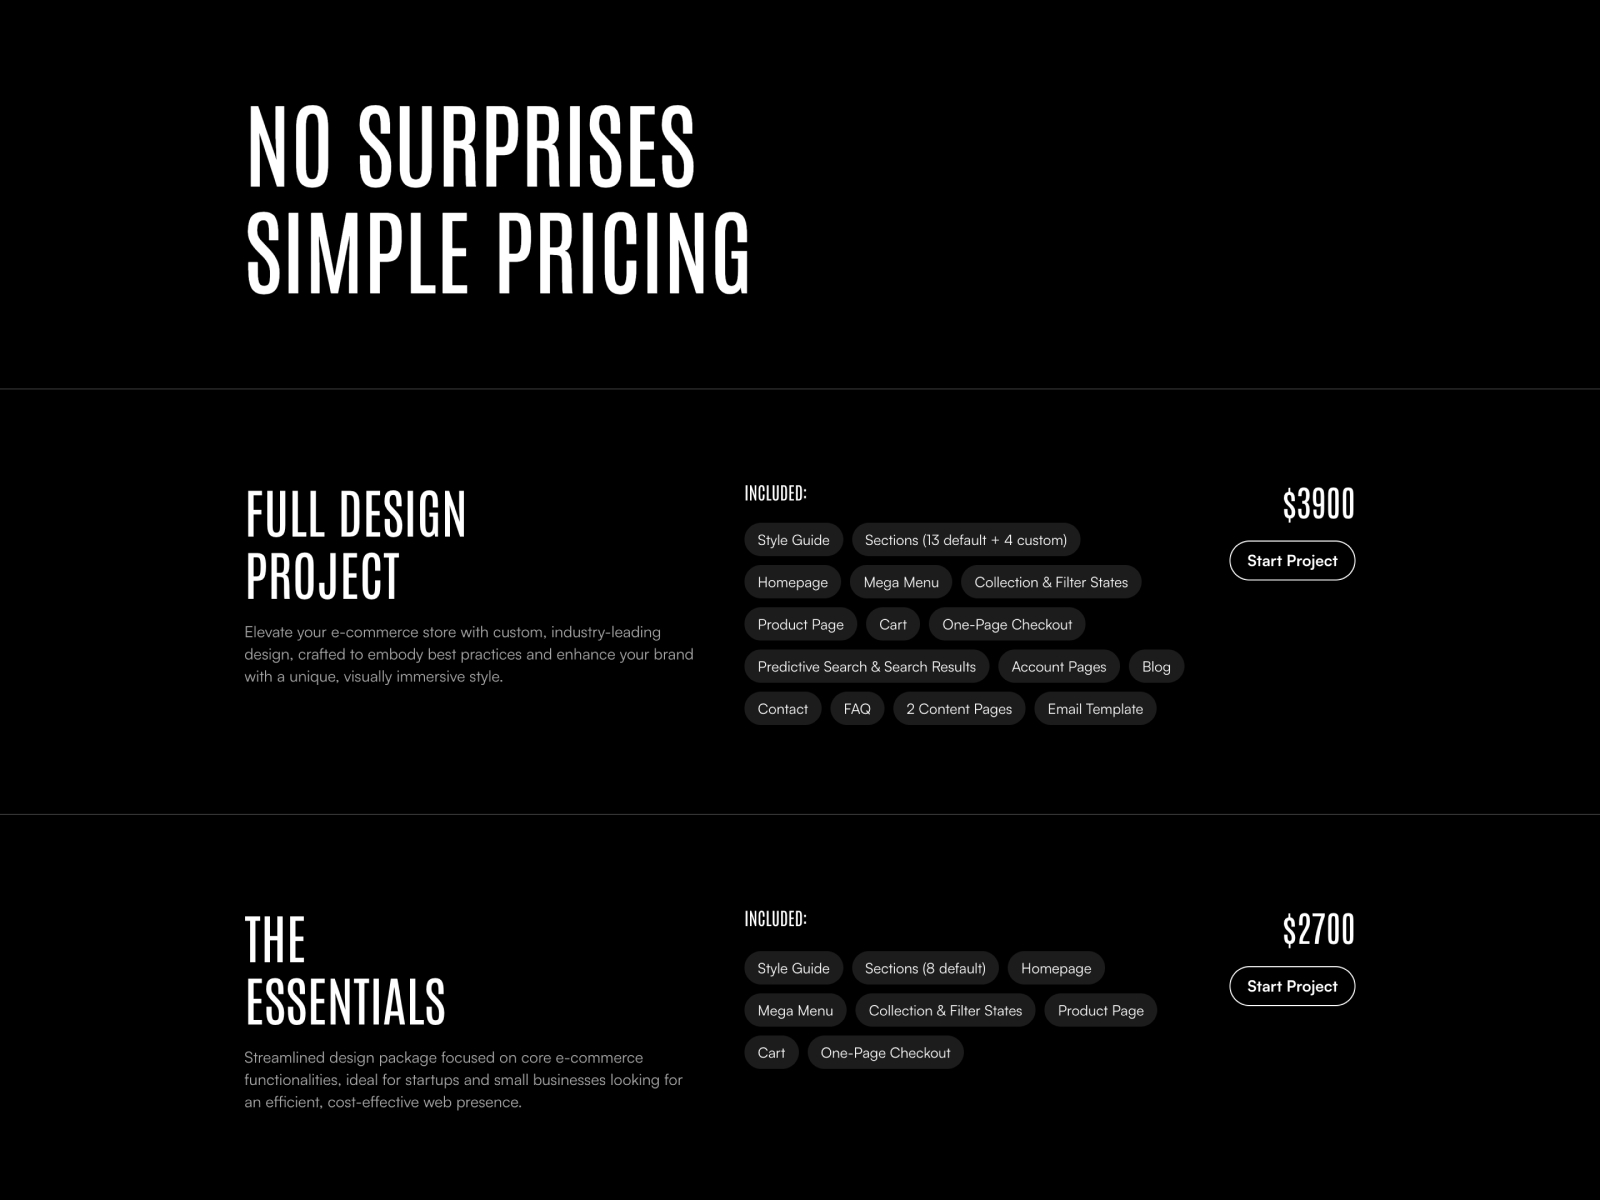 NO SURPRISES
SIMPLE PRICING
FULL DESIGN
PROJECT
Elevate your e-commerce store with custom, industry-leading
design, crafted to embody best practices and enhance your brand
with a unique, visually immersive style.
INCLUDED:
Style Guide
Sections (13 default + 4 custom)
Homepage
Mega Menu
Collection & Filter States
Product Page
Cart
One-Page Checkout
Predictive Search & Search Results
Account Pages
Blog
Contact
FAQ
2 Content Pages
Email Template
$3900
Start Project
THE
ESSENTIALS
Streamlined design package focused on core e-commerce
functionalities, ideal for startups and small businesses looking for
an efficient, cost-effective web presence.
INCLUDED:
Style Guide
Sections (8 default)
Homepage
Mega Menu
Collection & Filter States
Product Page
Cart
One-Page Checkout
$2700
Start Project